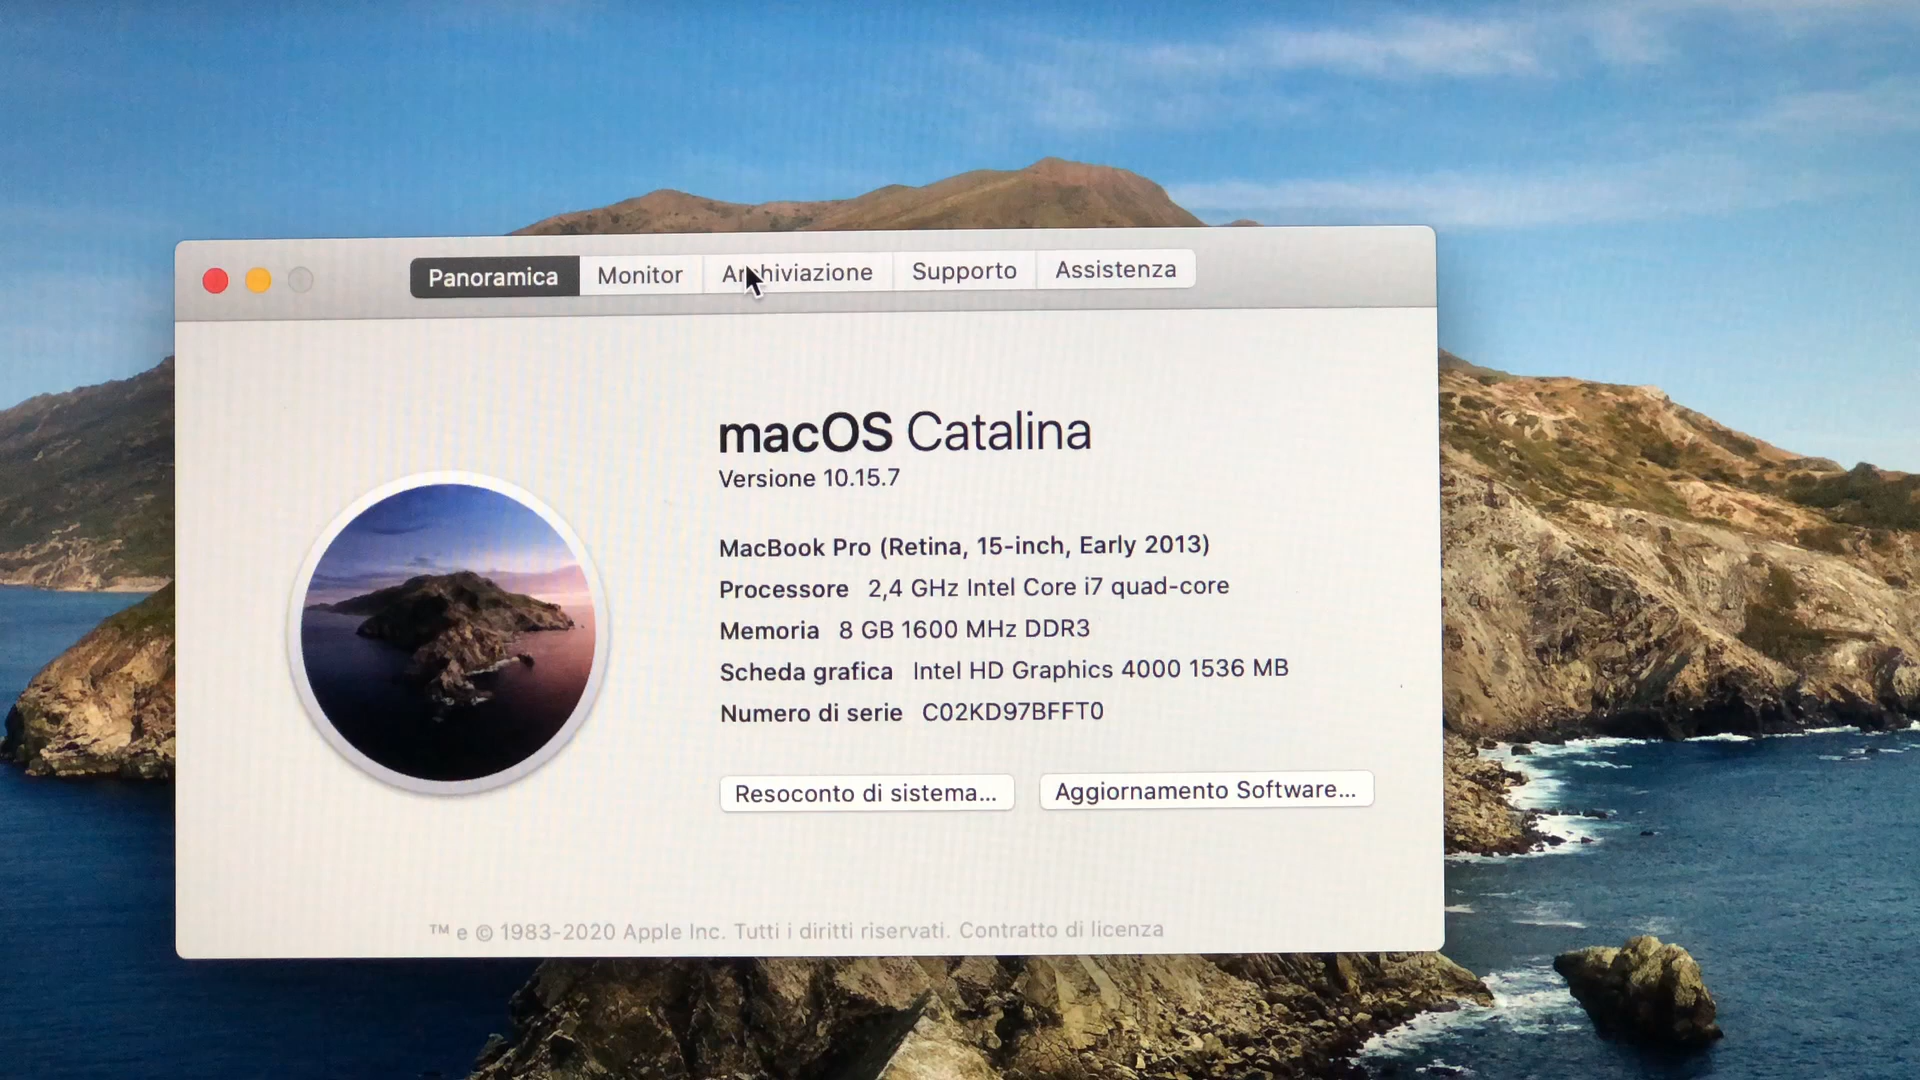 Panoramica Monitor Archiviazione Supporto Assistenza
macOS Catalina
Versione 10.15.7
MacBook Pro (Retina, 15-inch, Early 2013)
Processore 2,4 GHz Intel Core i7 quad-core
Memoria 8 GB 1600 MHz DDR3
Scheda grafica Intel HD Graphics 4000 1536 MB
Numero di serie C02KD97BFFT0
Resoconto di sistema... Aggiornamento Software...
™ e © 1983-2020 Apple Inc. Tutti i diritti riservati. Contratto di licenza